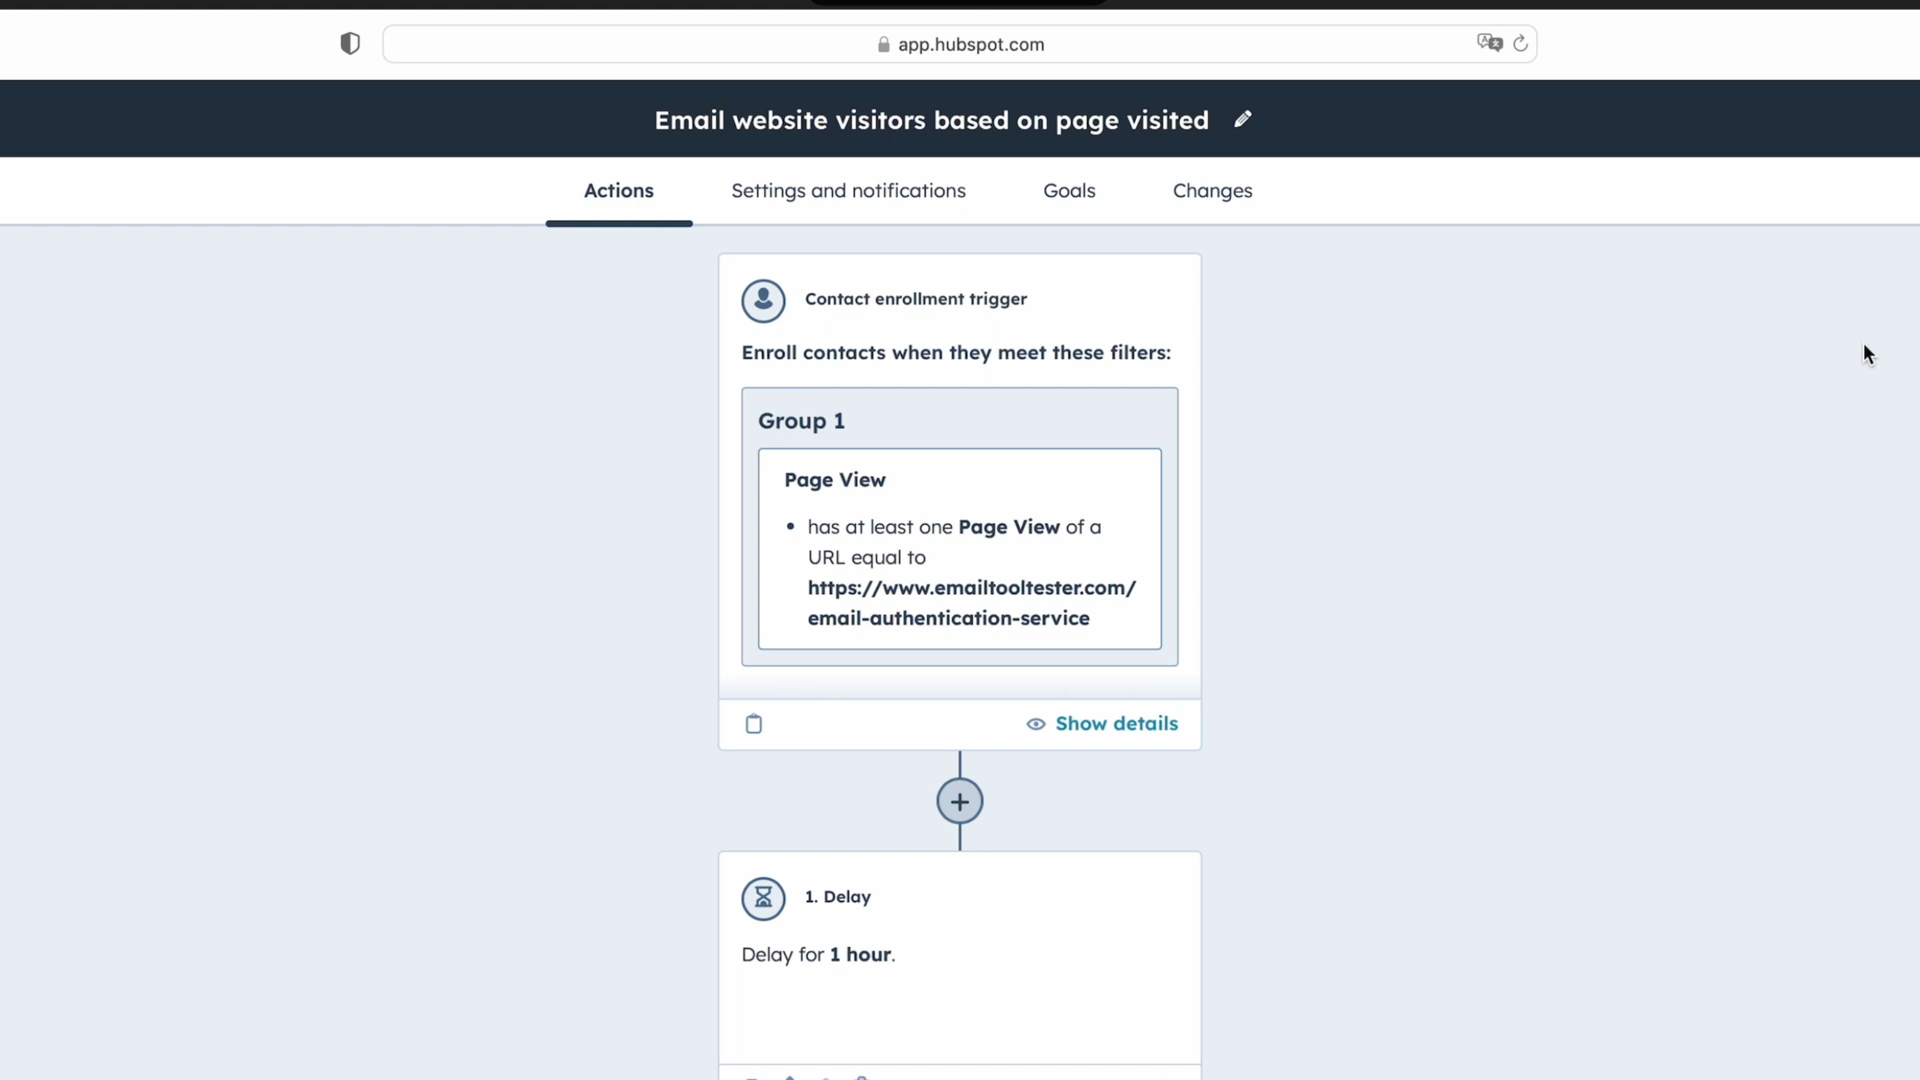 app.hubspot.com
Email website visitors based on page visited
Actions
Settings and notifications
Goals
Changes
Contact enrollment trigger
Enroll contacts when they meet these filters:
Group 1
Page View
• has at least one Page View of a
URL equal to
https://www.emailtooltester.com/
email-authentication-service
Show details
1. Delay
Delay for 1 hour.